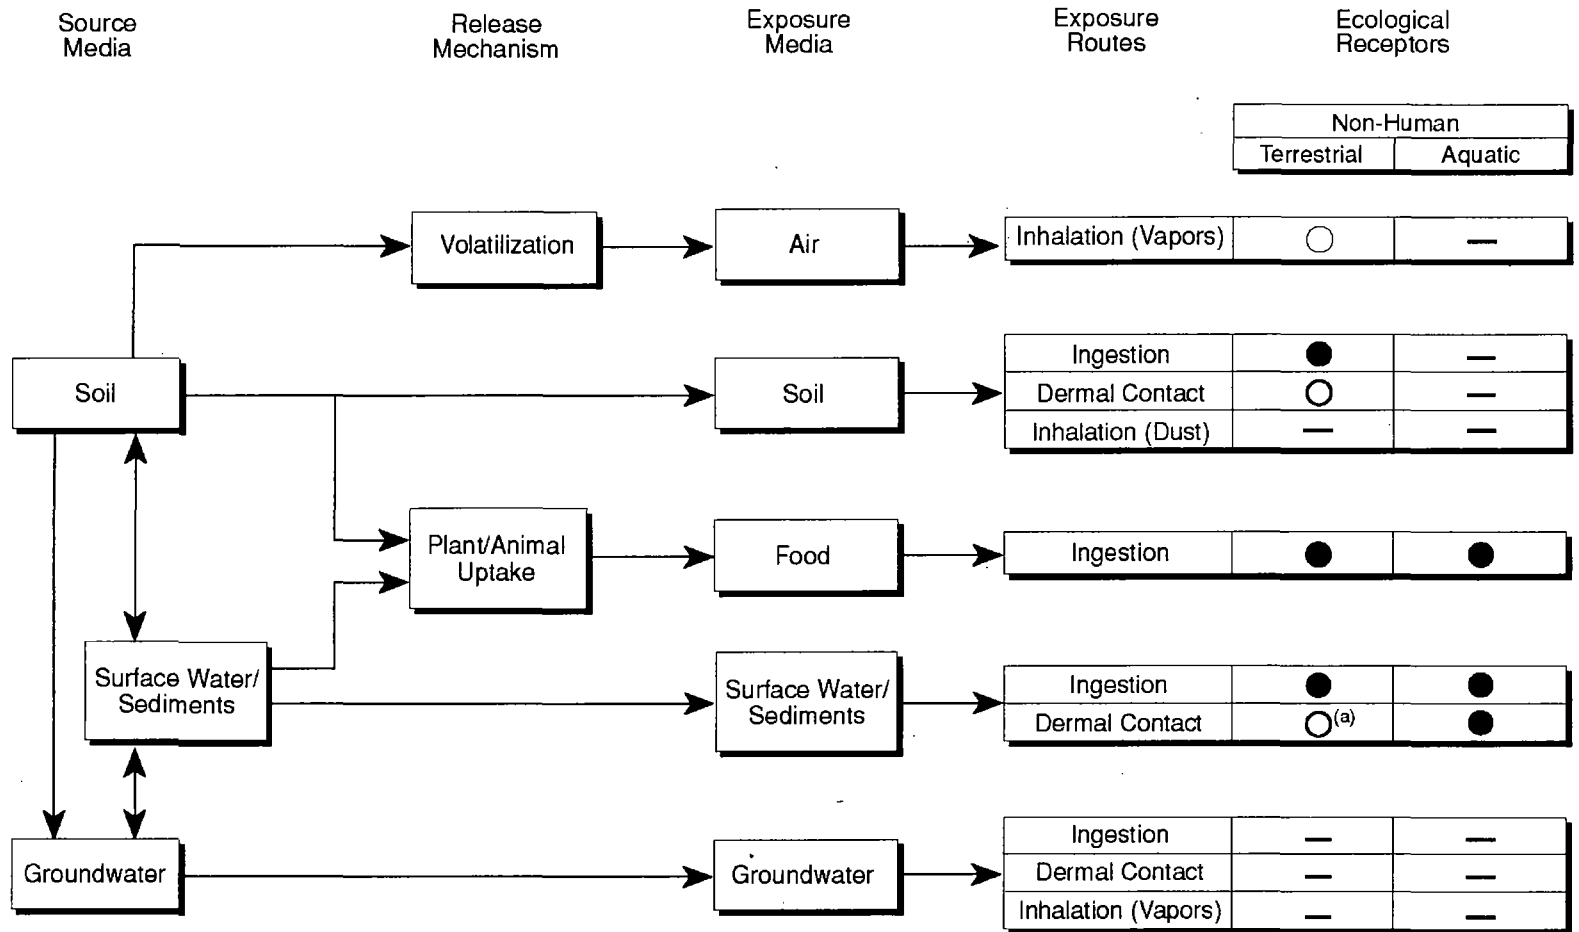 Source
Media
Release
Mechanism
Exposure
Media
Exposure
Routes
Ecological
Receptors
Non-Human
Terrestrial
Aquatic
Volatilization
Air
Inhalation (Vapors)
Soil
Soil
Ingestion
Dermal Contact
Inhalation (Dust)
Plant/Animal
Uptake
Food
Ingestion
Surface Water/
Sediments
Surface Water/
Sediments
Ingestion
Dermal Contact
(a)
Groundwater
Groundwater
Ingestion
Dermal Contact
Inhalation (Vapors)